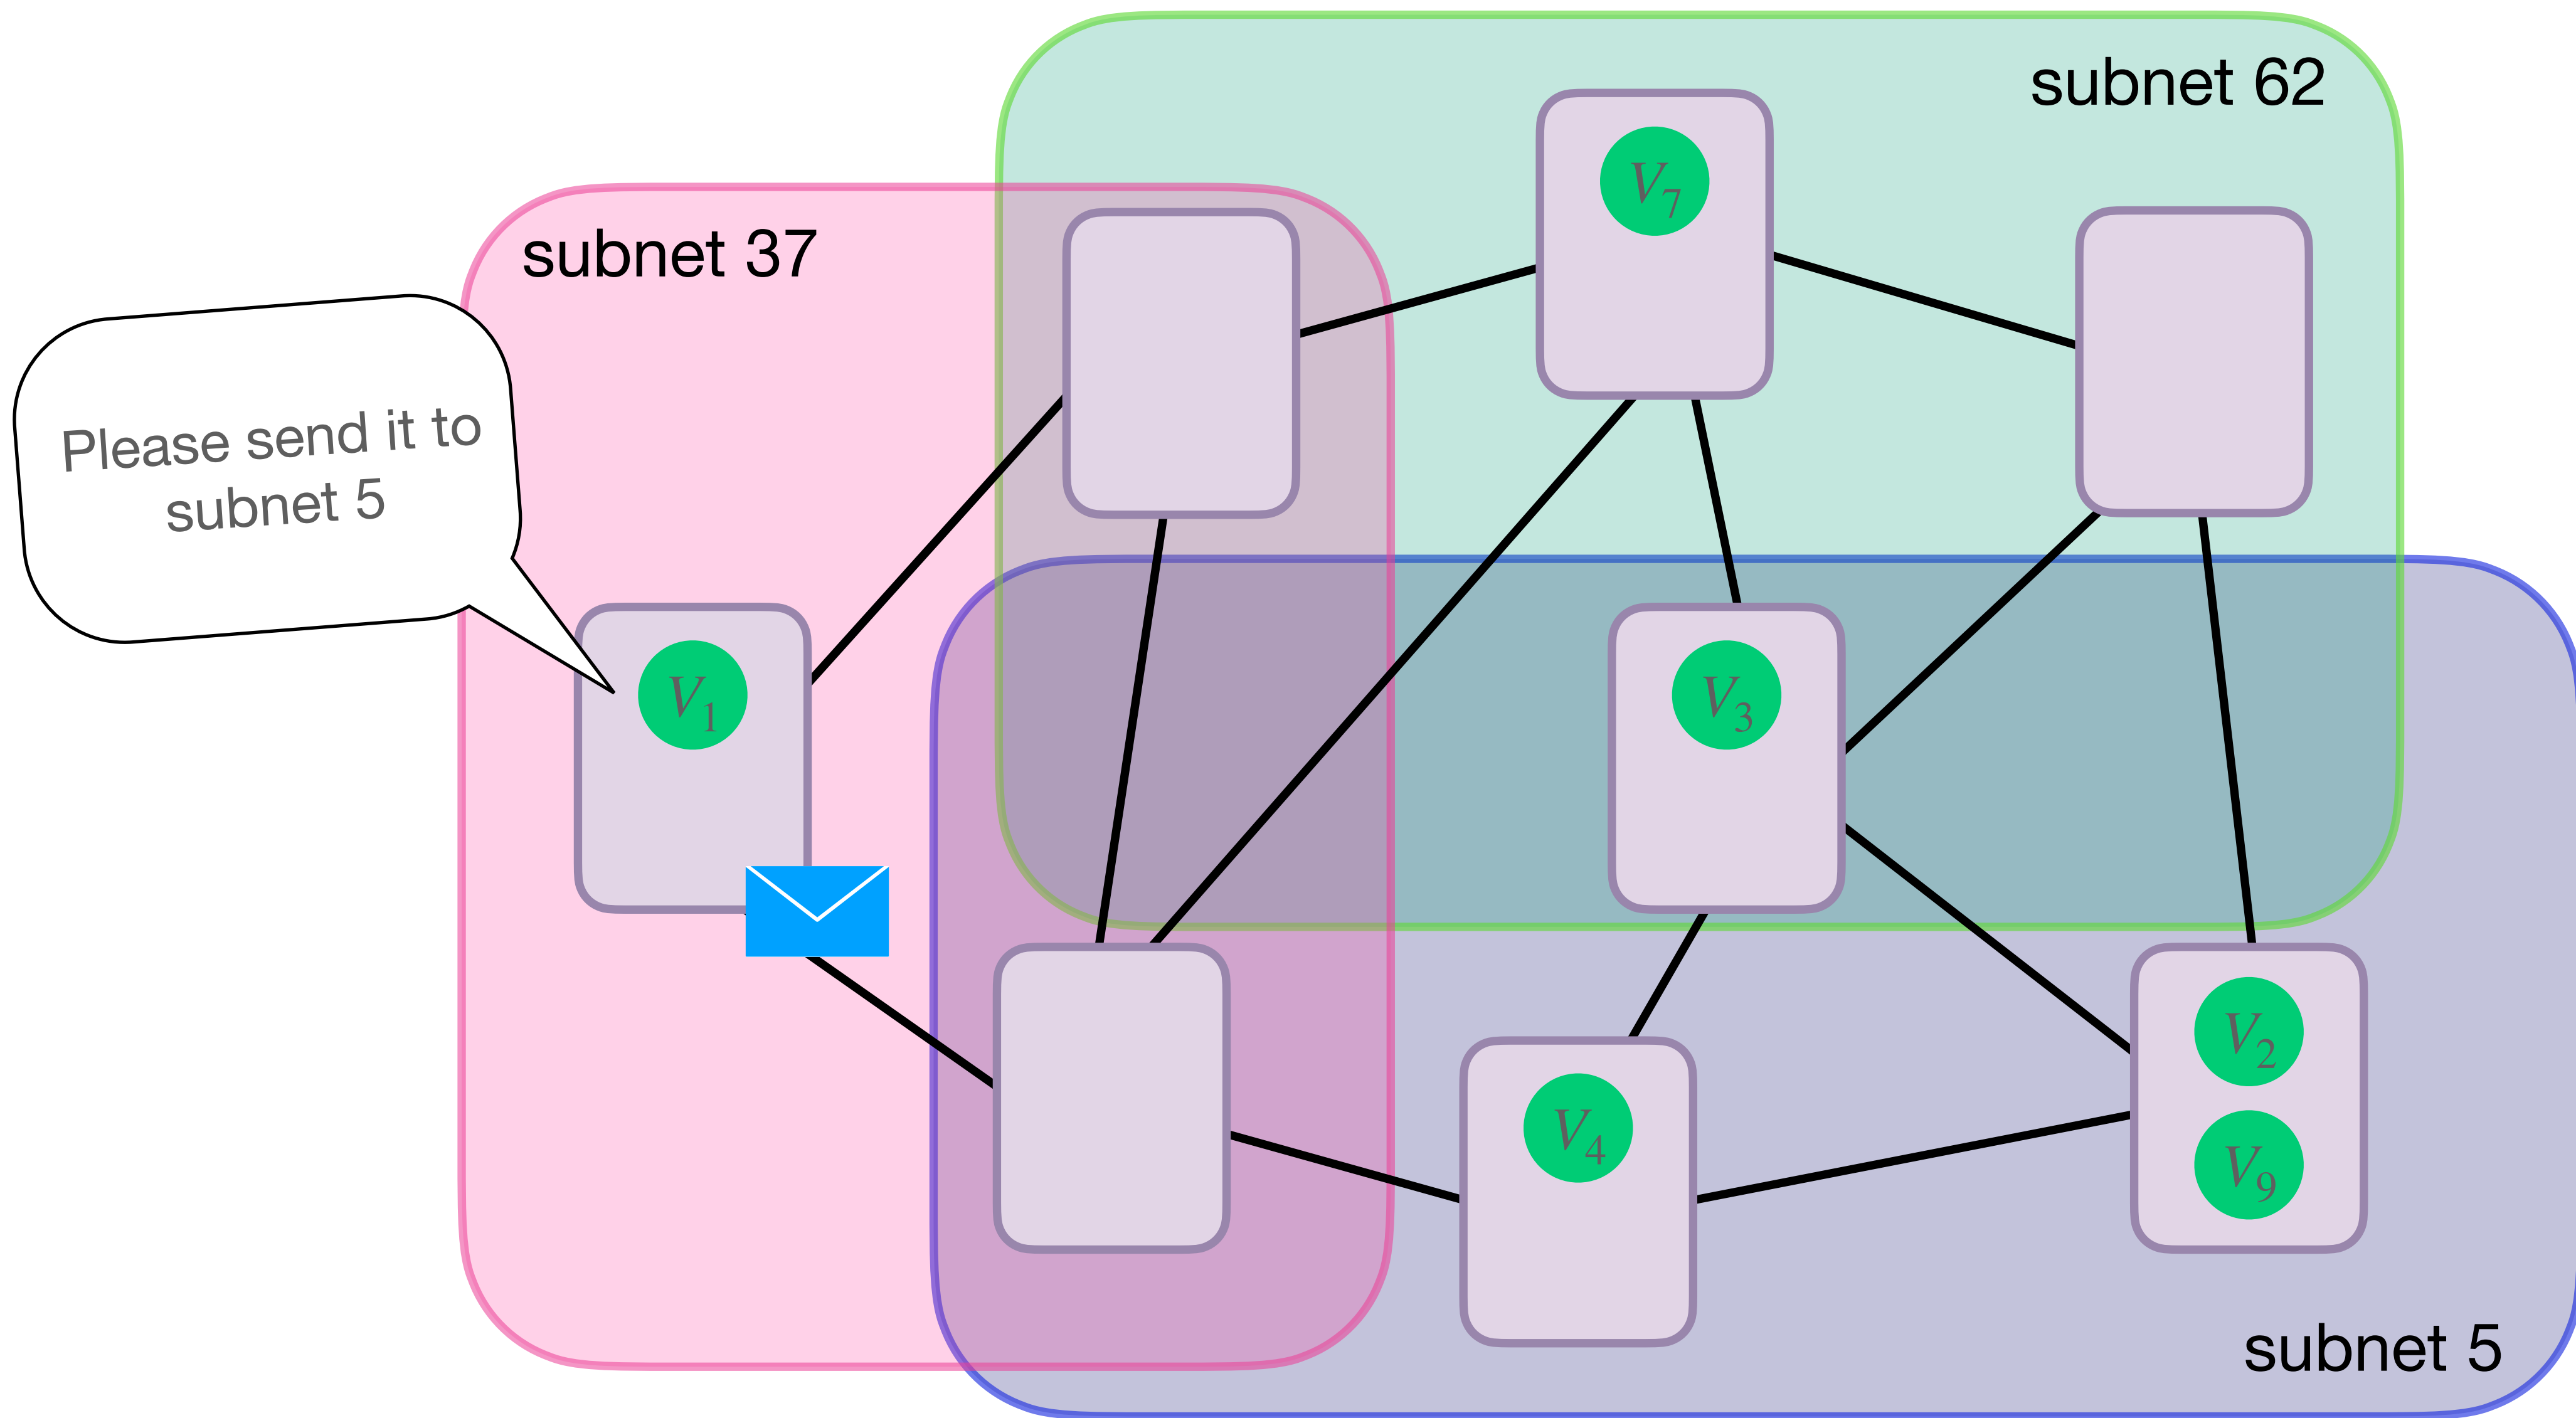 subnet 62
V7
subnet 37
Please send it to
subnet 5
V1
V3
V2
V4
V9
subnet 5